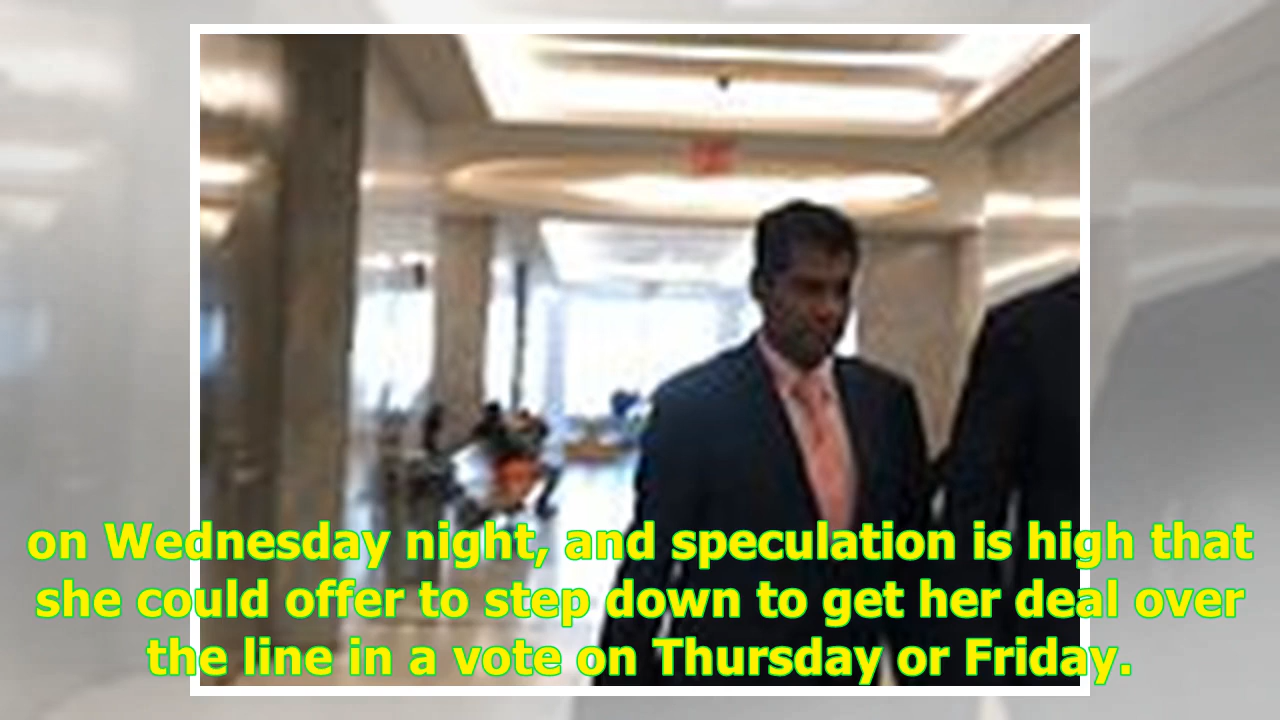 on Wednesday night, and speculation is high that
she could offer to step down to get her deal over
the line in a vote on Thursday or Friday.